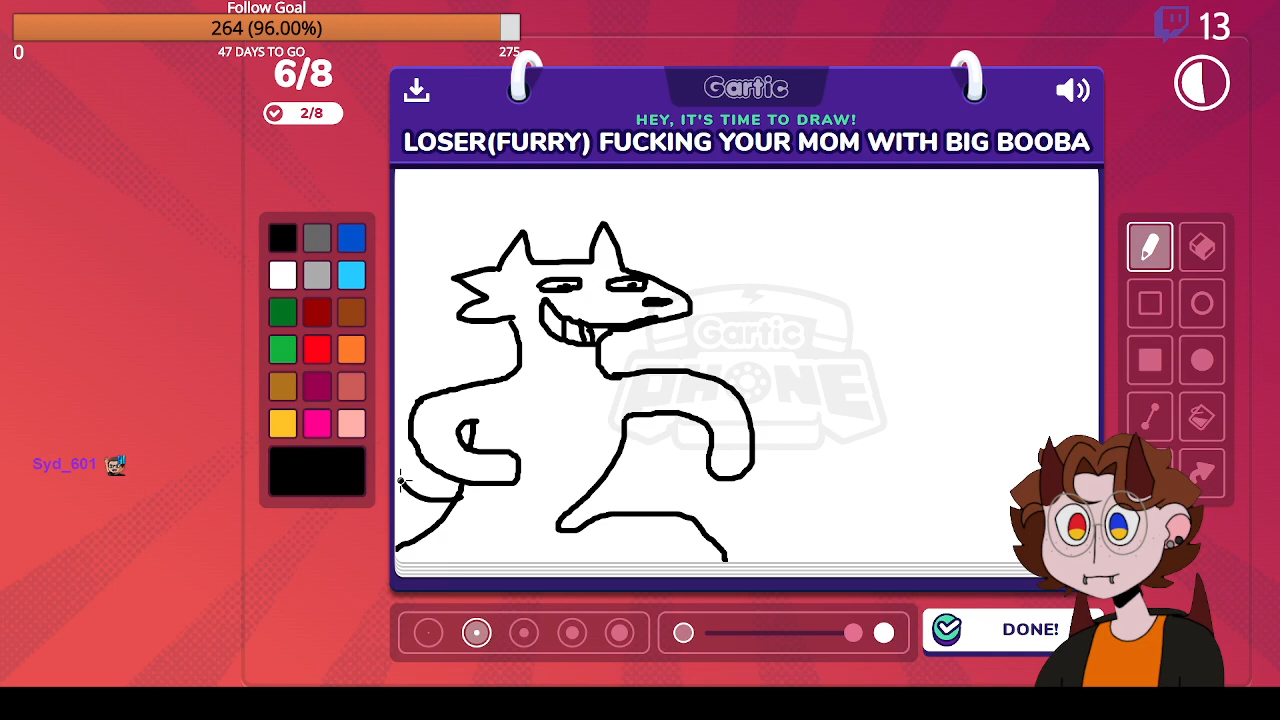 Follow Goal
264 (96.00%)
0
47 DAYS TO GO
275
13
6/8
2/8
Gartic
HEY, IT'S TIME TO DRAW!
LOSER(FURRY) FUCKING YOUR MOM WITH BIG BOOBA
Gartic
PHONE
Syd_601
DONE!